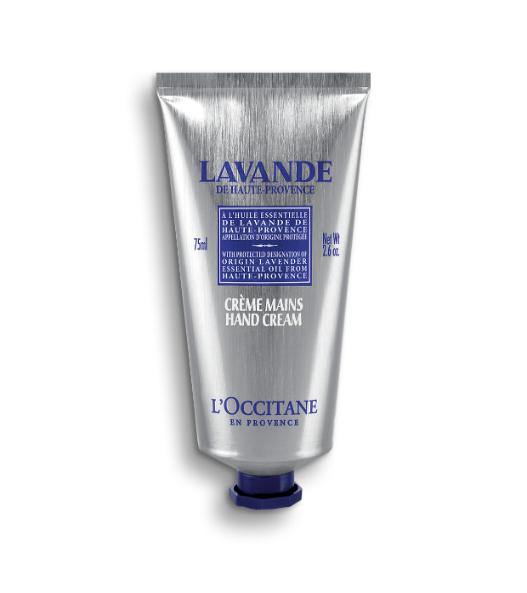 LAVANDE
DE HAUTE-PROVENCE
À L'HUILE ESSENTIELLE
DE LAVANDE DE
HAUTE-PROVENCE
APPELLATION D'ORIGINE PROTÉGÉE
WITH PROTECTED DESIGNATION OF
ORIGIN LAVENDER
ESSENTIAL OIL FROM
HAUTE-PROVENCE
75ml
Net Wt
2.6 oz.
CRÈME MAINS
HAND CREAM
L'OCCITANE
EN PROVENCE